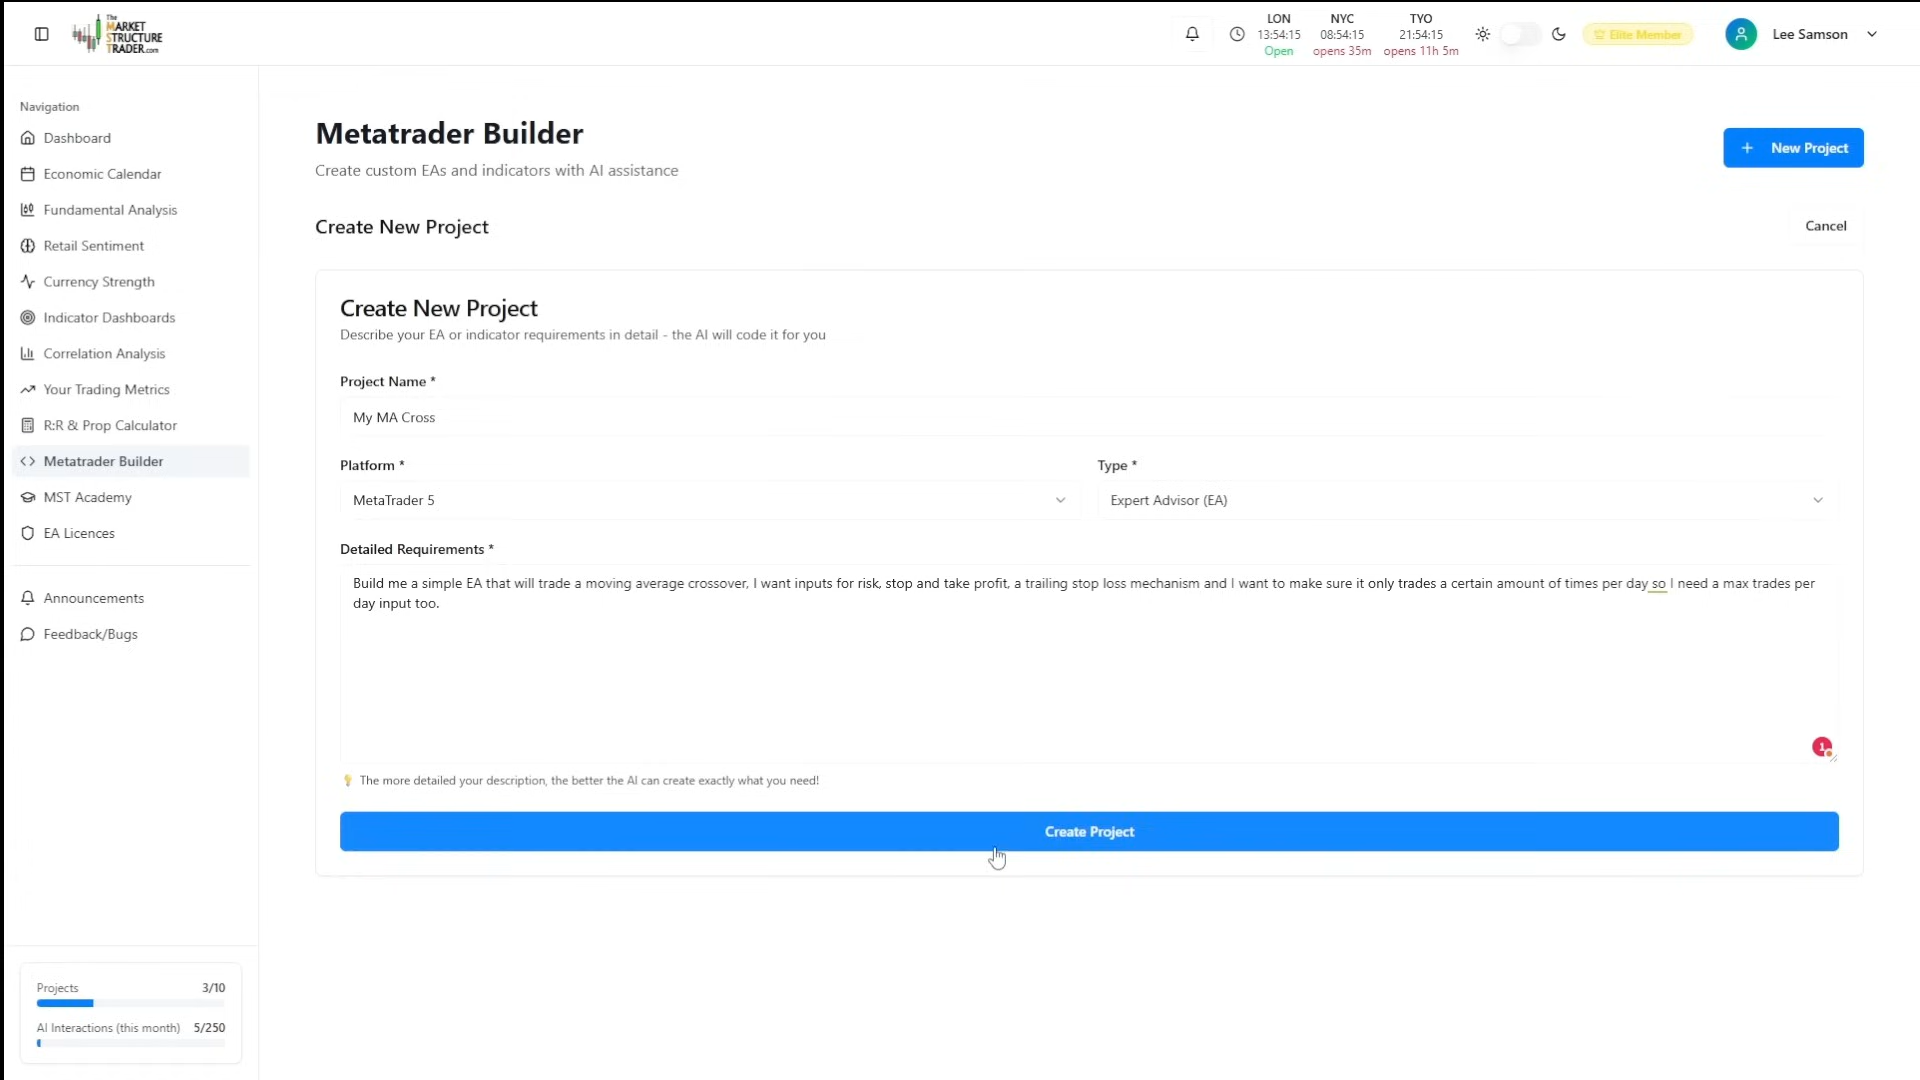 The
MARKET
STRUCTURE
TRADER.com
LON
13:54:15
Open
NYC
08:54:15
opens 35m
TYO
21:54:15
opens 11h 5m
Elite Member
Lee Samson
Navigation
Dashboard
Economic Calendar
Fundamental Analysis
Retail Sentiment
Currency Strength
Indicator Dashboards
Correlation Analysis
Your Trading Metrics
R:R & Prop Calculator
Metatrader Builder
MST Academy
EA Licences
Announcements
Feedback/Bugs
Projects 3/10
AI Interactions (this month) 5/250
Metatrader Builder
Create custom EAs and indicators with AI assistance
+ New Project
Create New Project
Cancel
Create New Project
Describe your EA or indicator requirements in detail - the AI will code it for you
Project Name *
My MA Cross
Platform *
MetaTrader 5
Type *
Expert Advisor (EA)
Detailed Requirements *
Build me a simple EA that will trade a moving average crossover, I want inputs for risk, stop and take profit, a trailing stop loss mechanism and I want to make sure it only trades a certain amount of times per day so I need a max trades per
day input too.
1
The more detailed your description, the better the AI can create exactly what you need!
Create Project